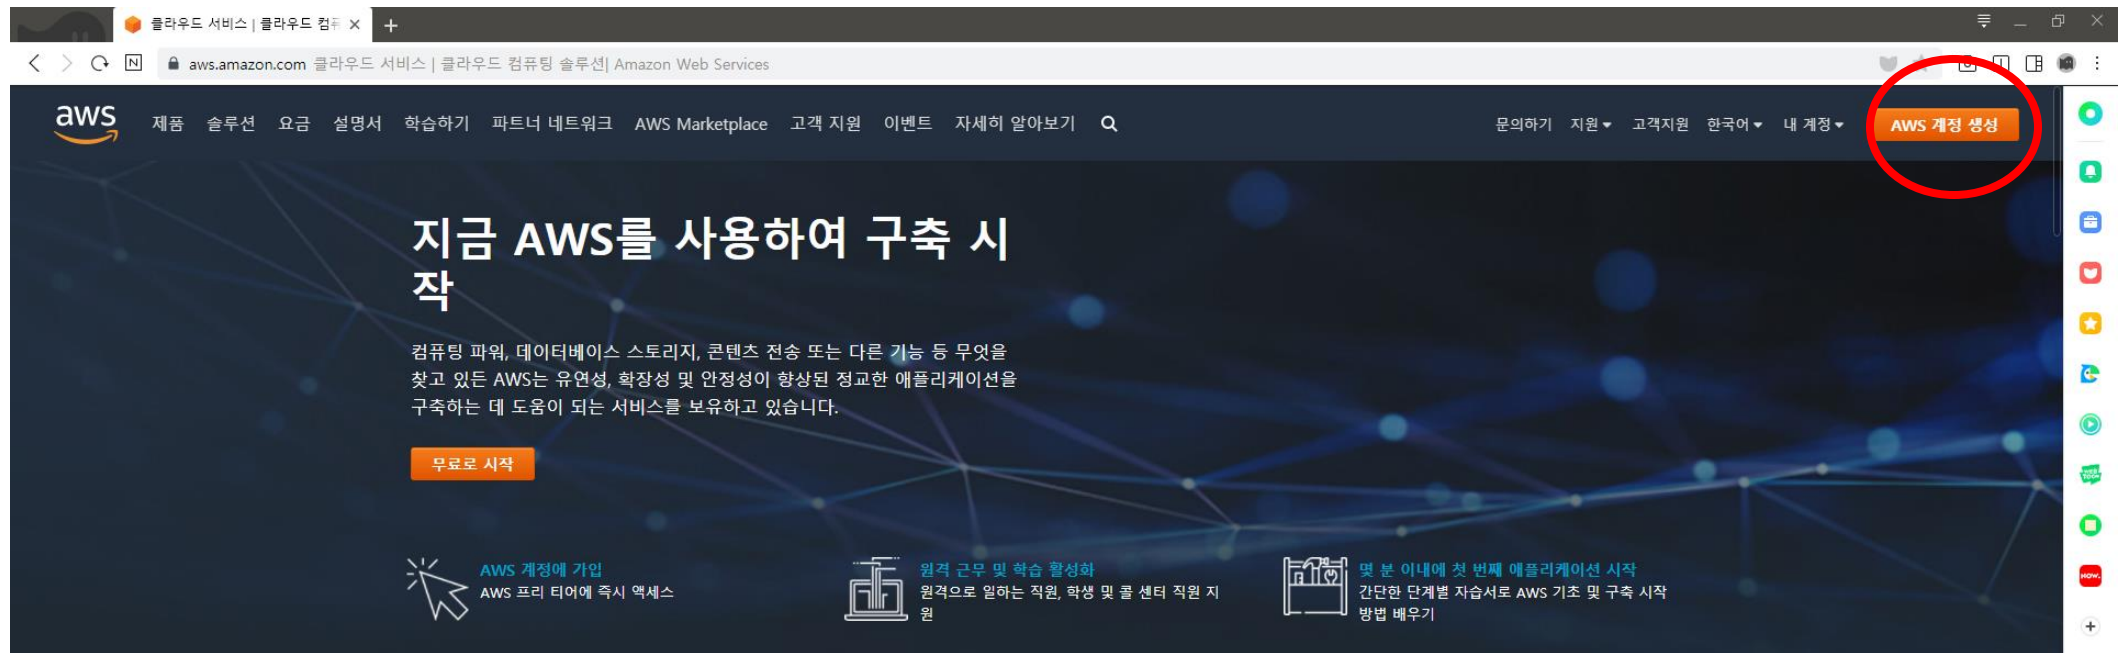 클라우드 서비스 | 클라우드 컴퓨
aws.amazon.com 클라우드 서비스 | 클라우드 컴퓨팅 솔루션| Amazon Web Services
aws 제품 솔루션 요금 설명서 학습하기 파트너 네트워크 AWS Marketplace 고객 지원 이벤트 자세히 알아보기 문의하기 지원 고객지원 한국어 내 계정 AWS 계정 생성
지금 AWS를 사용하여 구축 시
작
컴퓨팅 파워, 데이터베이스 스토리지, 콘텐츠 전송 또는 다른 기능 등 무엇을
찾고 있든 AWS는 유연성, 확장성 및 안정성이 향상된 정교한 애플리케이션을
구축하는 데 도움이 되는 서비스를 보유하고 있습니다.
무료로 시작
AWS 계정에 가입
AWS 프리 티어에 즉시 액세스
원격 근무 및 학습 활성화
원격으로 일하는 직원, 학생 및 콜 센터 직원 지
원
몇 분 이내에 첫 번째 애플리케이션 시작
간단한 단계별 자습서로 AWS 기초 및 구축 시작
방법 배우기
WEB
TOON
NOW.